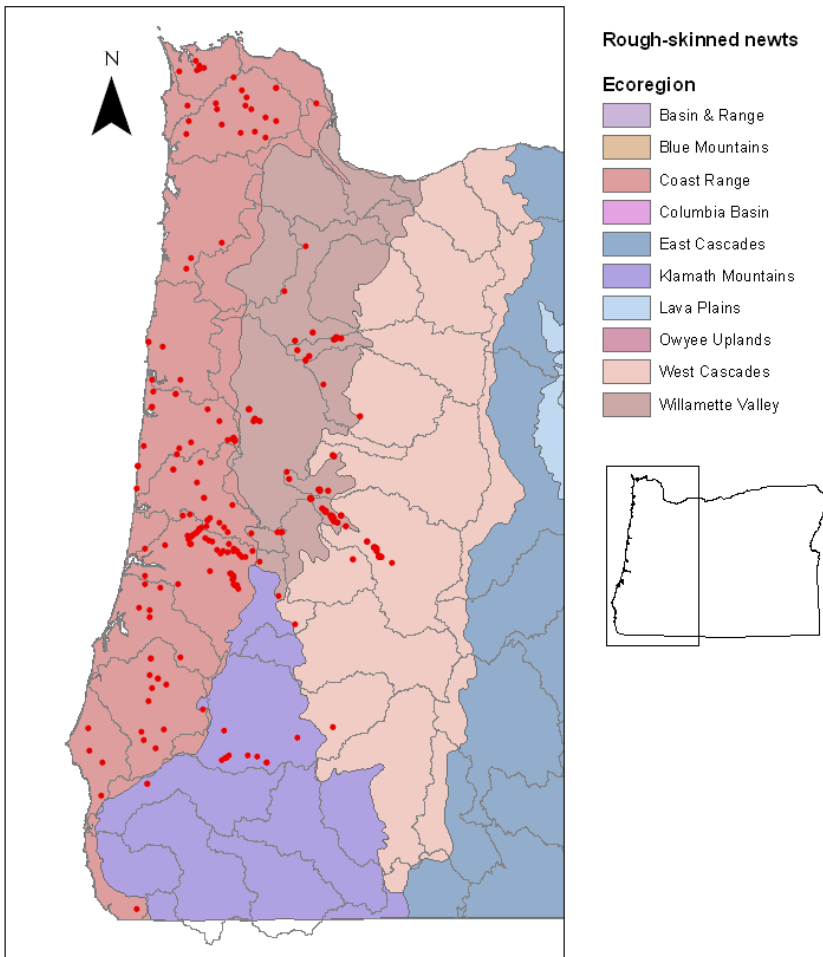 N
Rough-skinned newts
Ecoregion
Basin & Range
Blue Mountains
Coast Range
Columbia Basin
East Cascades
Klamath Mountains
Lava Plains
Owyee Uplands
West Cascades
Willamette Valley